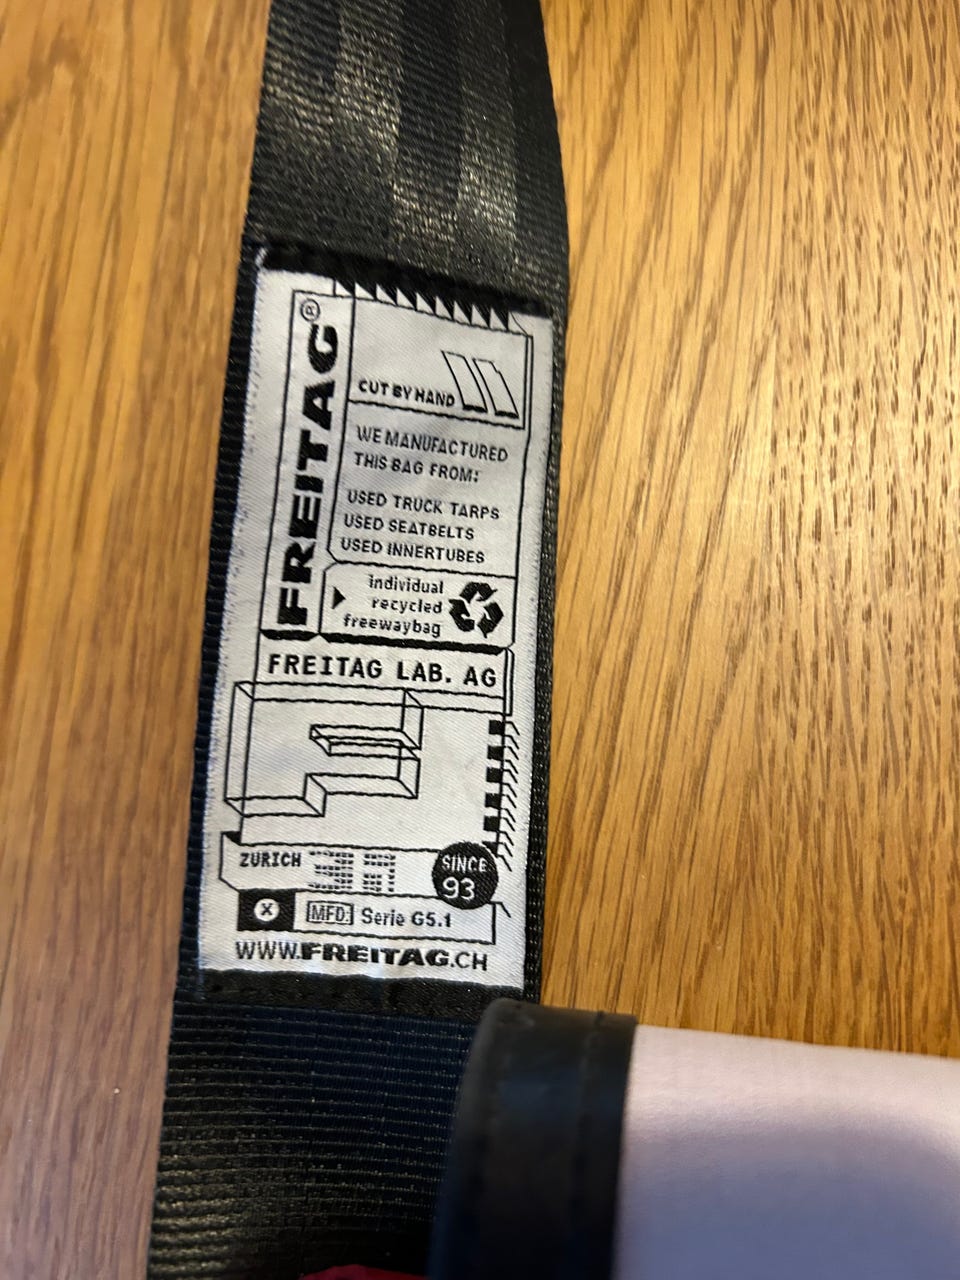 FREITAG®
CUT BY HAND
WE MANUFACTURED
THIS BAG FROM:
USED TRUCK TARPS
USED SEATBELTS
USED INNERTUBES
individual
recycled
freewaybag
FREITAG LAB. AG
F
ZÜRICH
SINCE
93
X MFD: Serie G5.1
WWW.FREITAG.CH